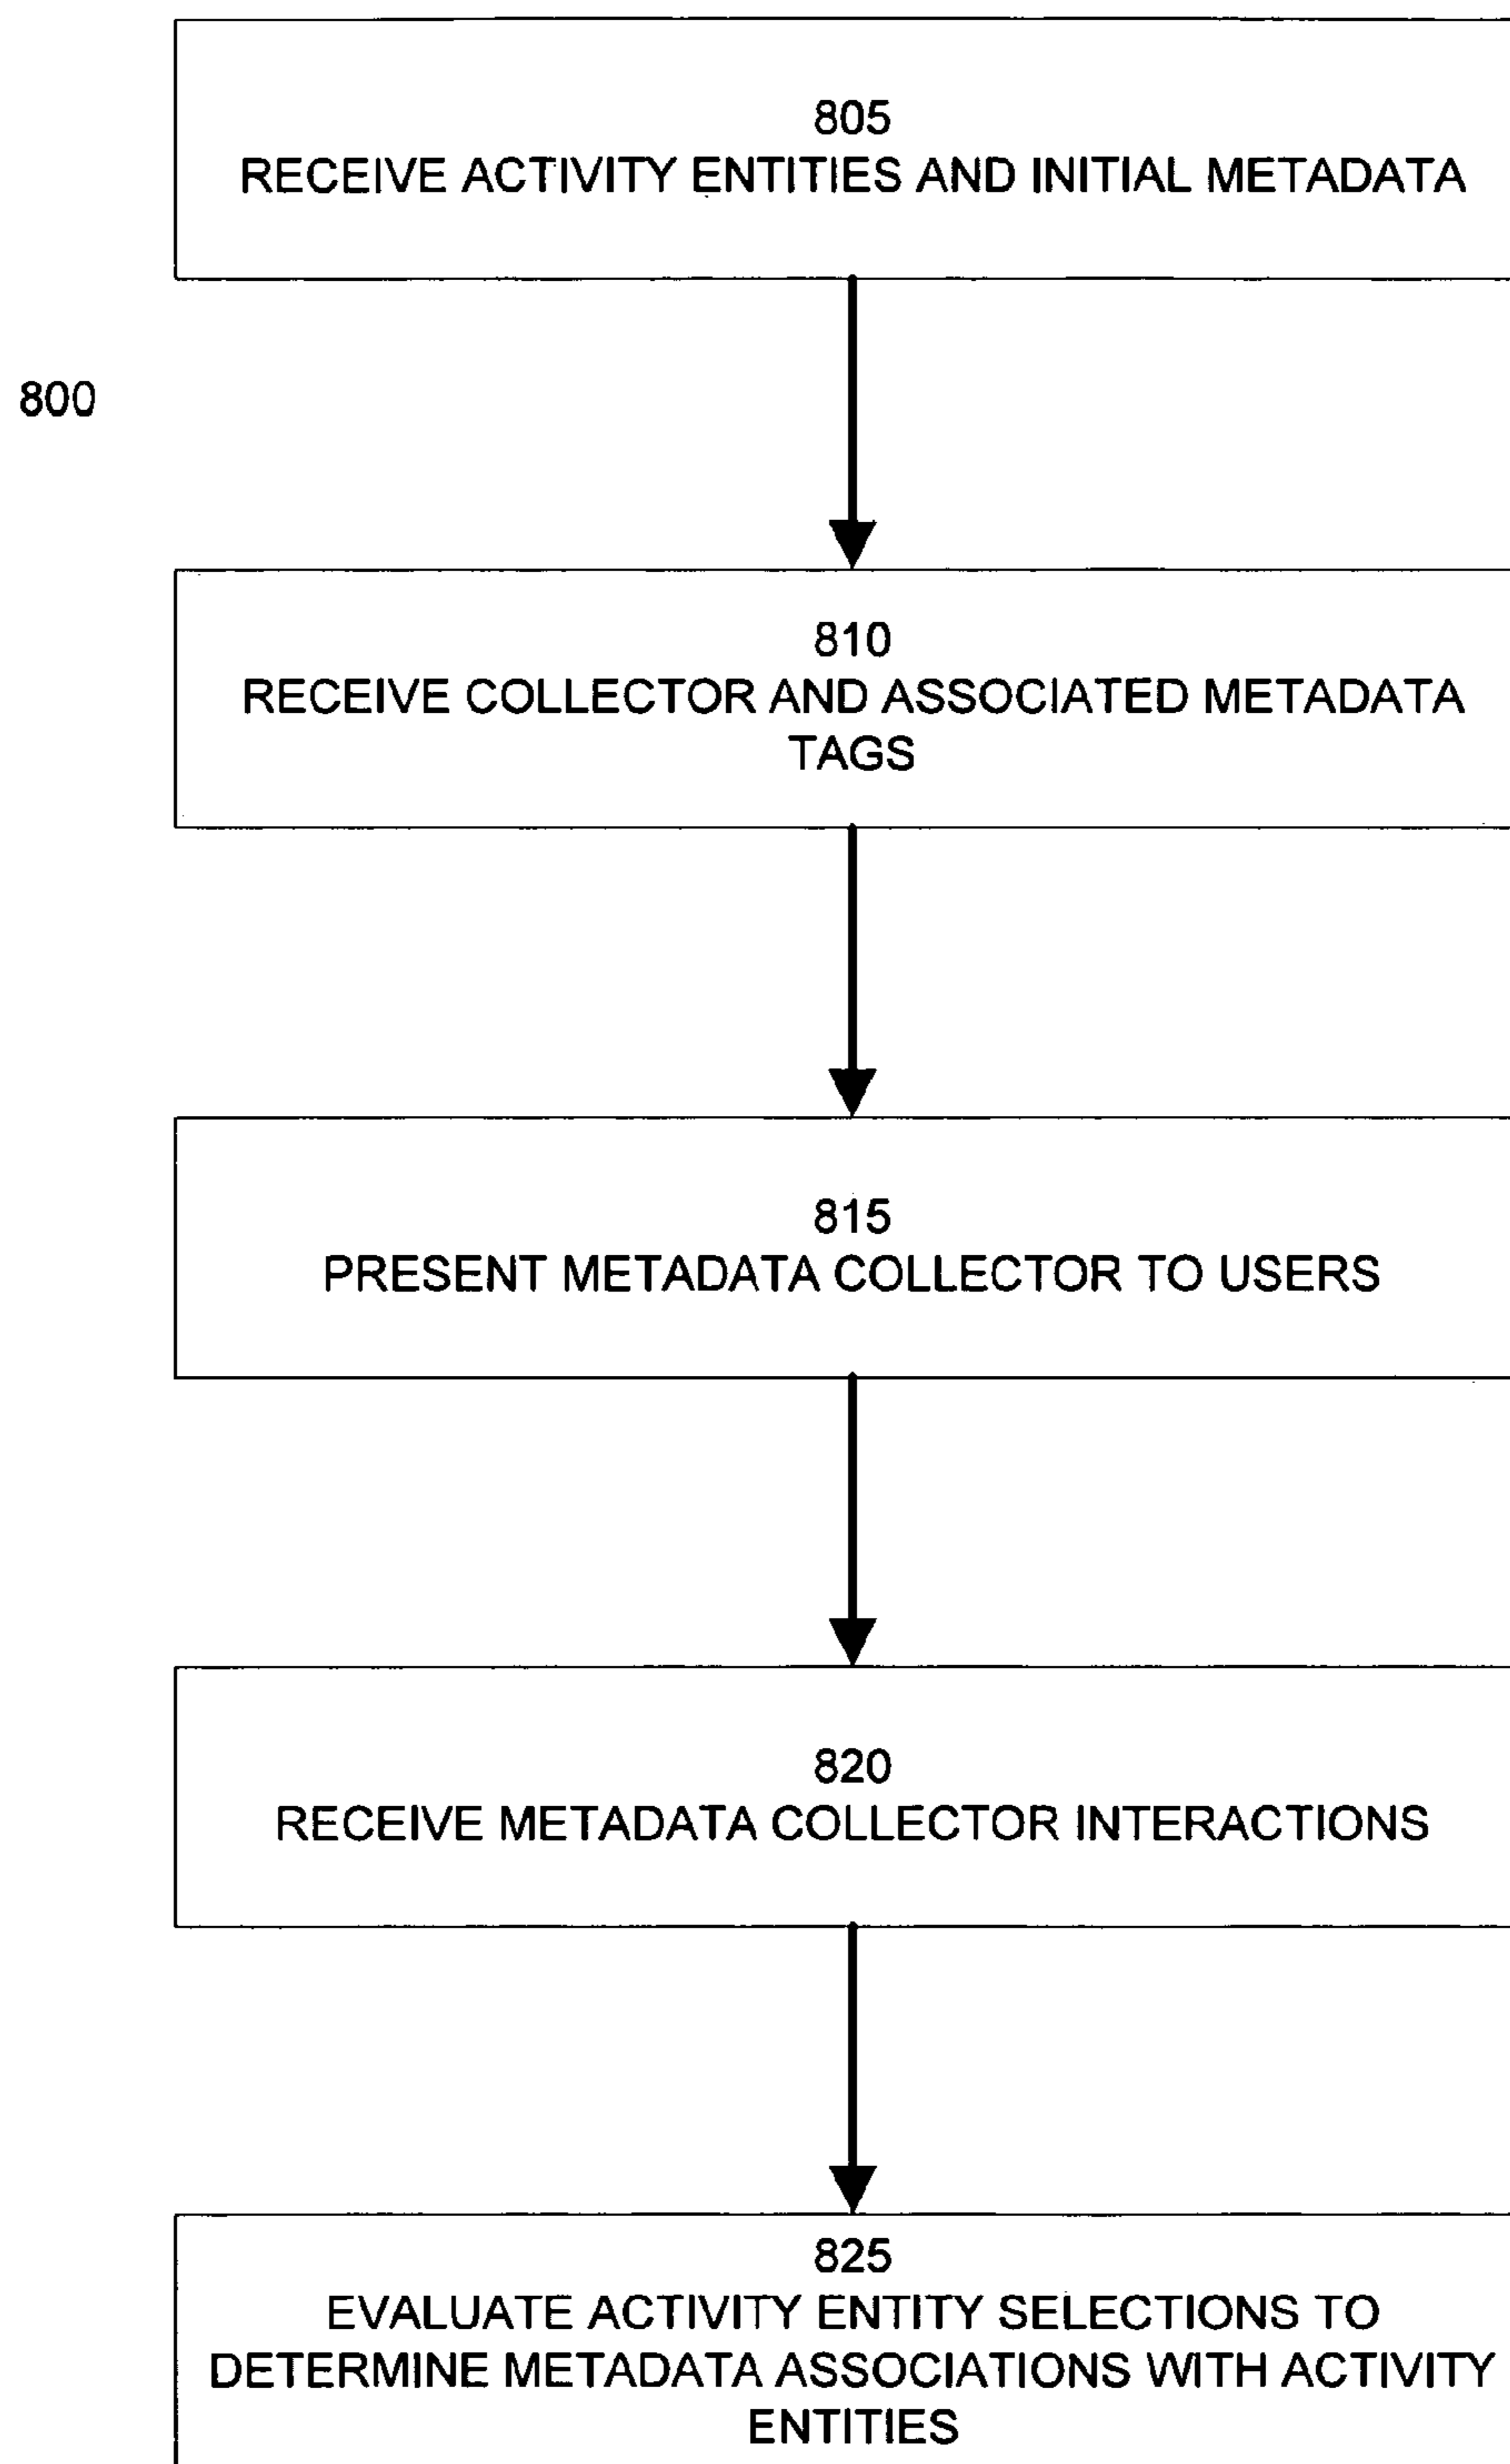 805
RECEIVE ACTIVITY ENTITIES AND INITIAL METADATA
800
810
RECEIVE COLLECTOR AND ASSOCIATED METADATA
TAGS
815
PRESENT METADATA COLLECTOR TO USERS
820
RECEIVE METADATA COLLECTOR INTERACTIONS
825
EVALUATE ACTIVITY ENTITY SELECTIONS TO
DETERMINE METADATA ASSOCIATIONS WITH ACTIVITY
ENTITIES